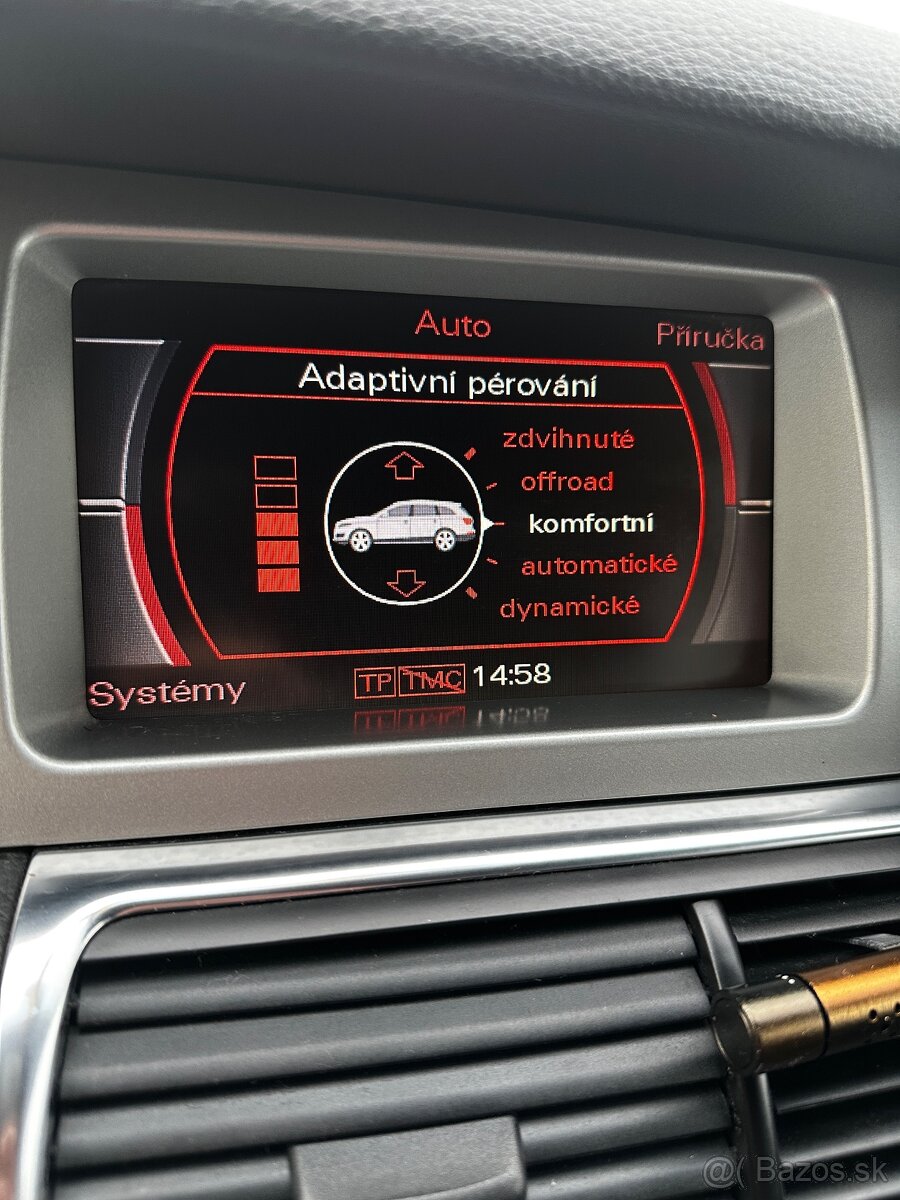 Auto
Příručka
Adaptivní pérování
zdvihnuté
offroad
komfortní
automatické
dynamické
Systémy
TP TMC 14:58
@( Bazos.sk